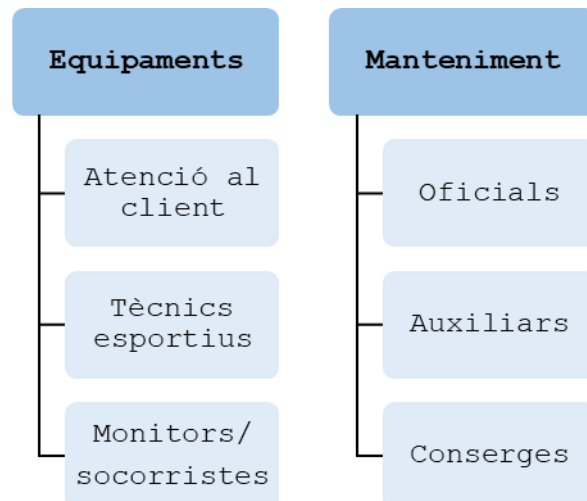 Equipaments
Atenció al
client
Tècnics
esportius
Monitors/
socorristes
Manteniment
Oficials
Auxiliars
Conserges